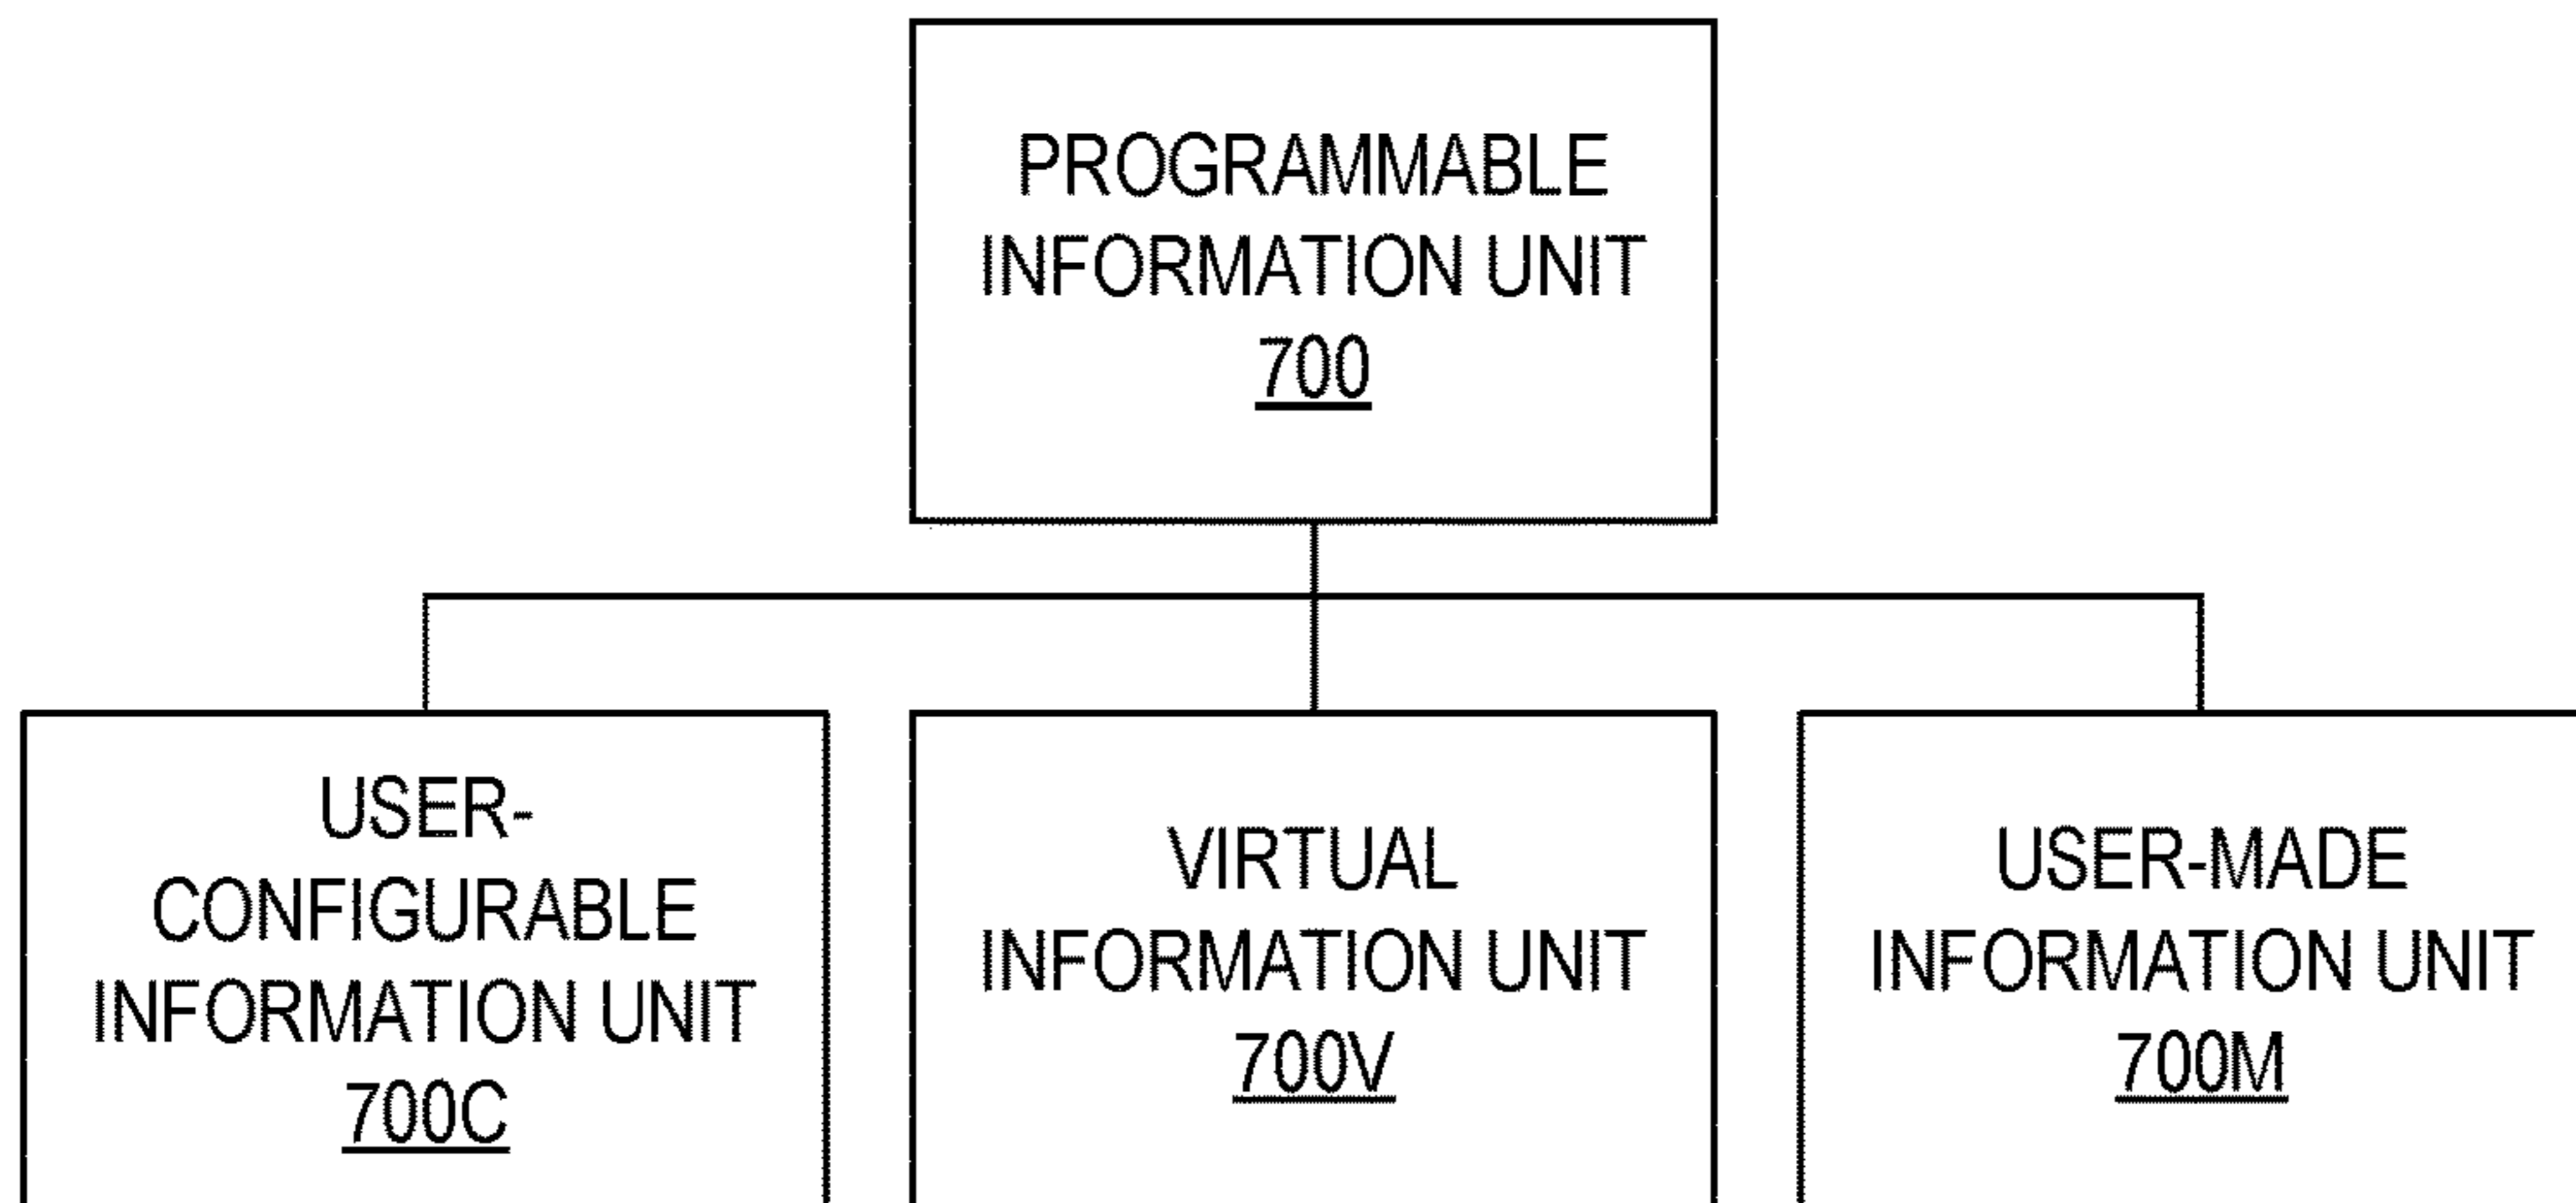 PROGRAMMABLE
INFORMATION UNIT
700
USER-
CONFIGURABLE
INFORMATION UNIT
700C
VIRTUAL
INFORMATION UNIT
700V
USER-MADE
INFORMATION UNIT
700M